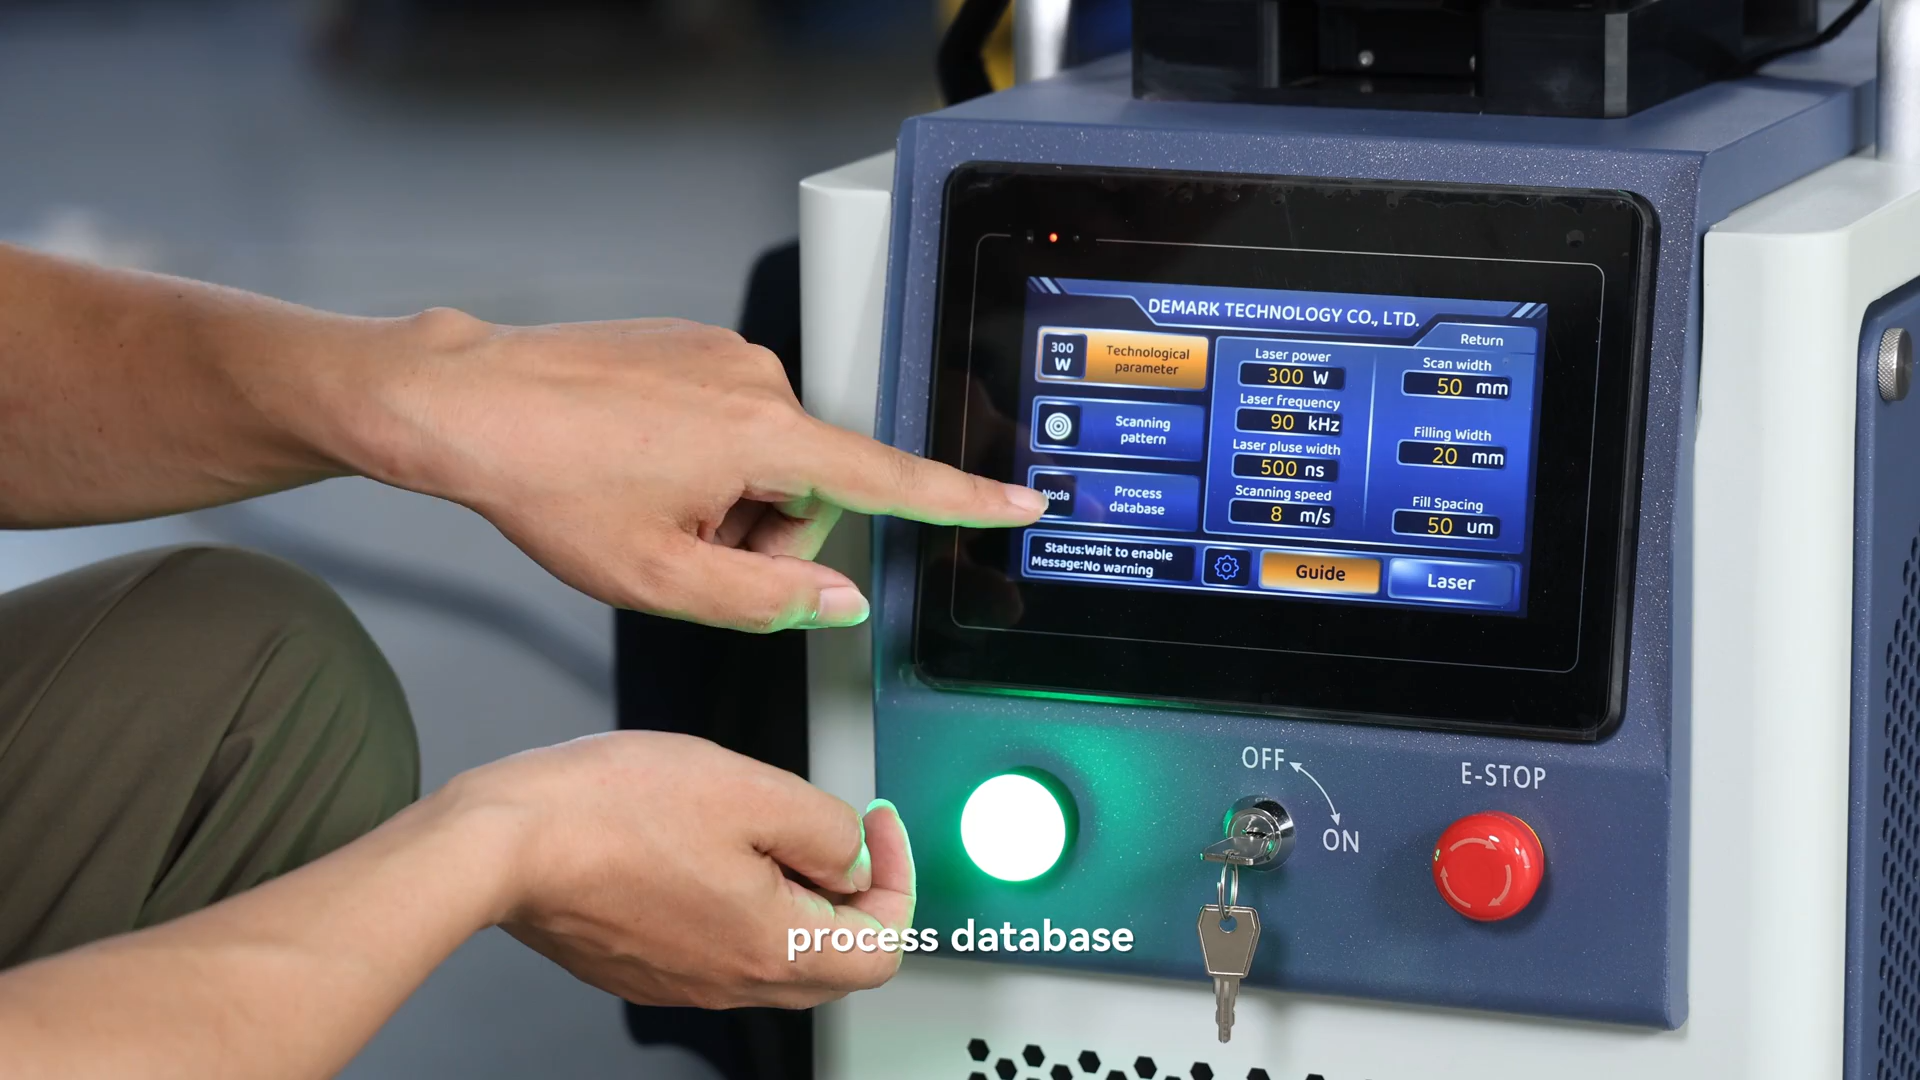 DEMARK TECHNOLOGY CO., LTD.
Return
300
W
Technological
parameter
Scanning
pattern
Noda
Process
database
Laser power
300 W
Laser frequency
90 kHz
Laser pluse width
500 ns
Scanning speed
8 m/s
Scan width
50 mm
Filling Width
20 mm
Fill Spacing
50 um
Status:Wait to enable
Message:No warning
Guide
Laser
OFF
ON
E-STOP
process database